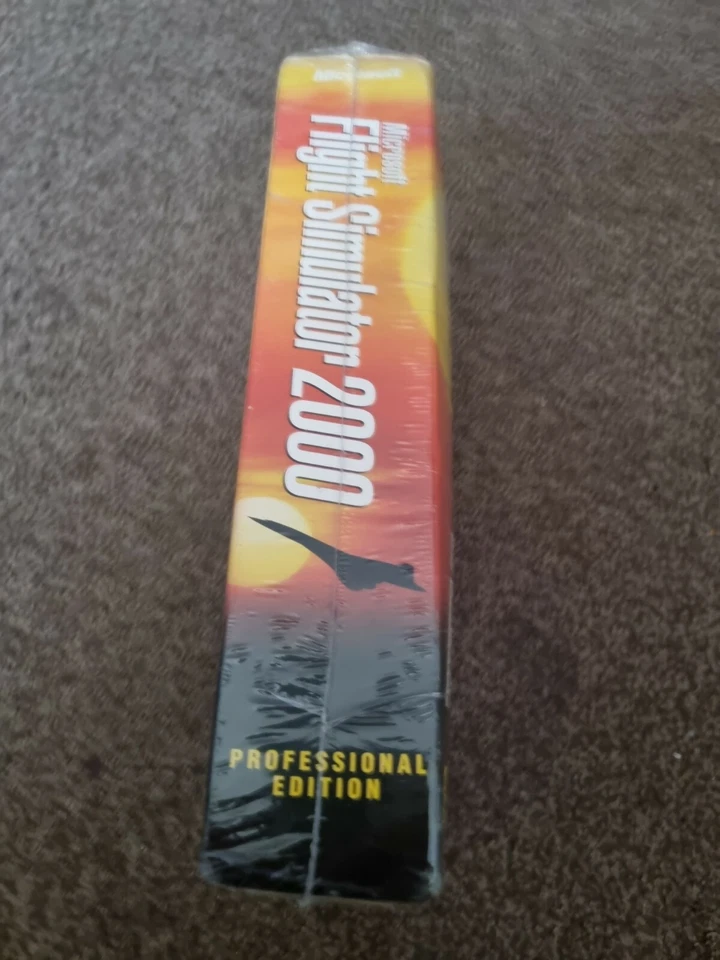 Microsoft
Microsoft
Flight Simulator 2000
PROFESSIONAL
EDITION